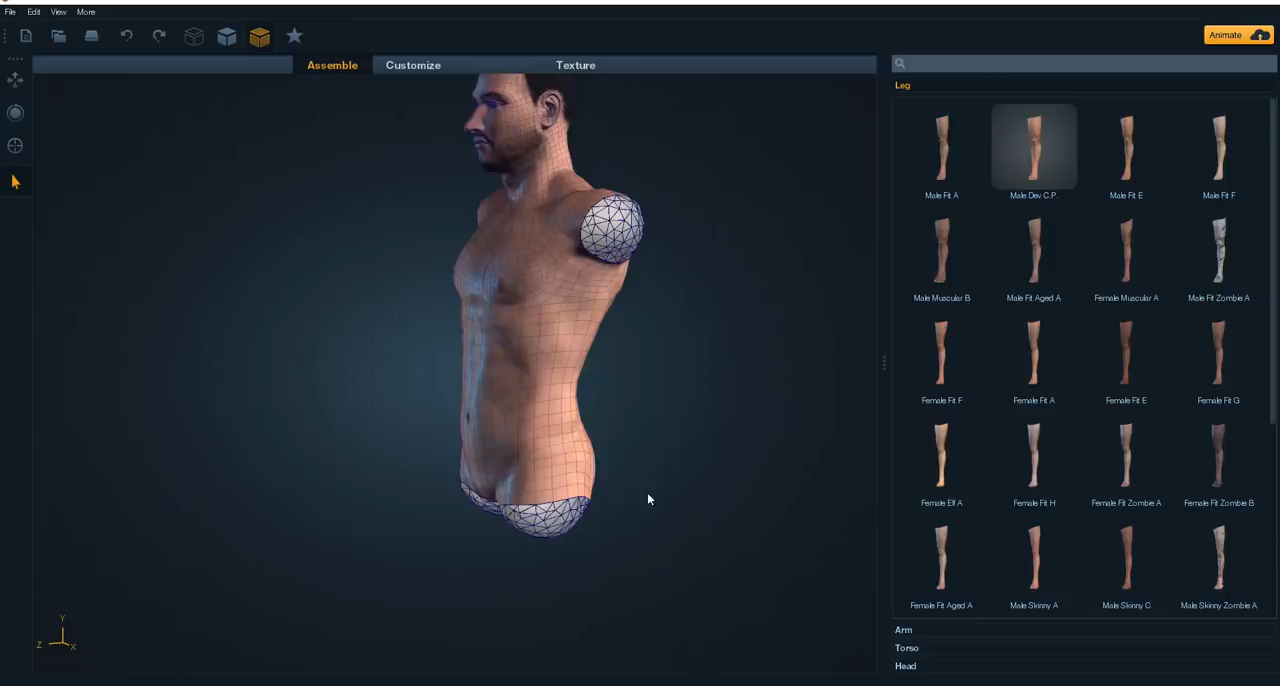 File Edit View More
Animate
Assemble Customize Texture
Leg
Male Fit A Male Dev C.P. Male Fit E Male Fit F
Male Muscular B Male Fit Aged A Female Muscular A Male Fit Zombie A
Female Fit F Female Fit A Female Fit E Female Fit G
Female Elf A Female Fit H Female Fit Zombie A Female Fit Zombie B
Female Fit Aged A Male Skinny A Male Skinny C Male Skinny Zombie A
Arm
Torso
Head
Y
Z X